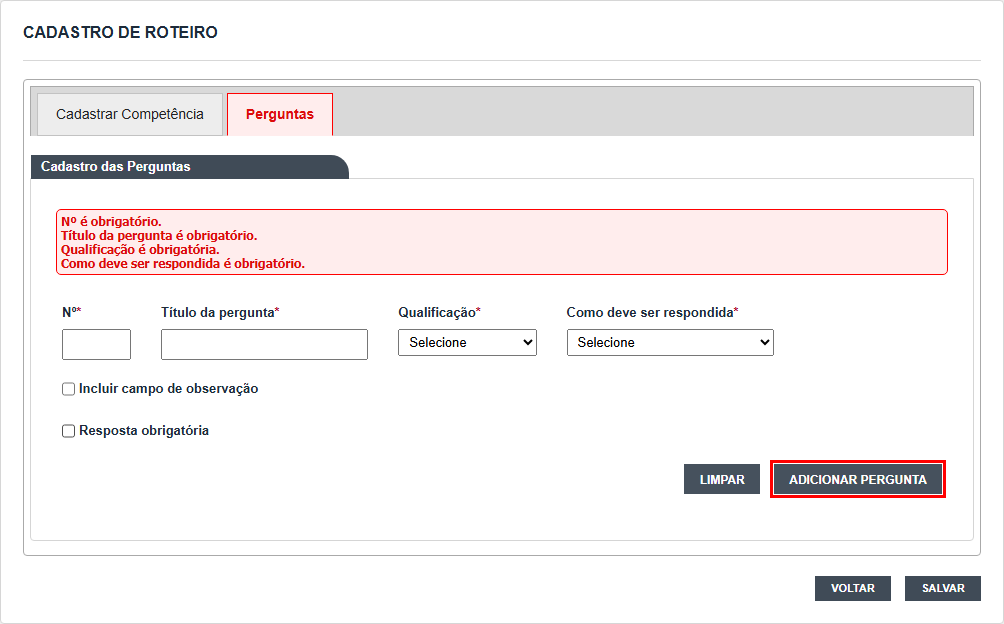 CADASTRO DE ROTEIRO
Cadastrar Competência Perguntas
Cadastro das Perguntas
Nº é obrigatório.
Título da pergunta é obrigatório.
Qualificação é obrigatória.
Como deve ser respondida é obrigatório.
Nº* Título da pergunta* Qualificação* Como deve ser respondida*
Selecione Selecione
Incluir campo de observação
Resposta obrigatória
LIMPAR ADICIONAR PERGUNTA
VOLTAR SALVAR